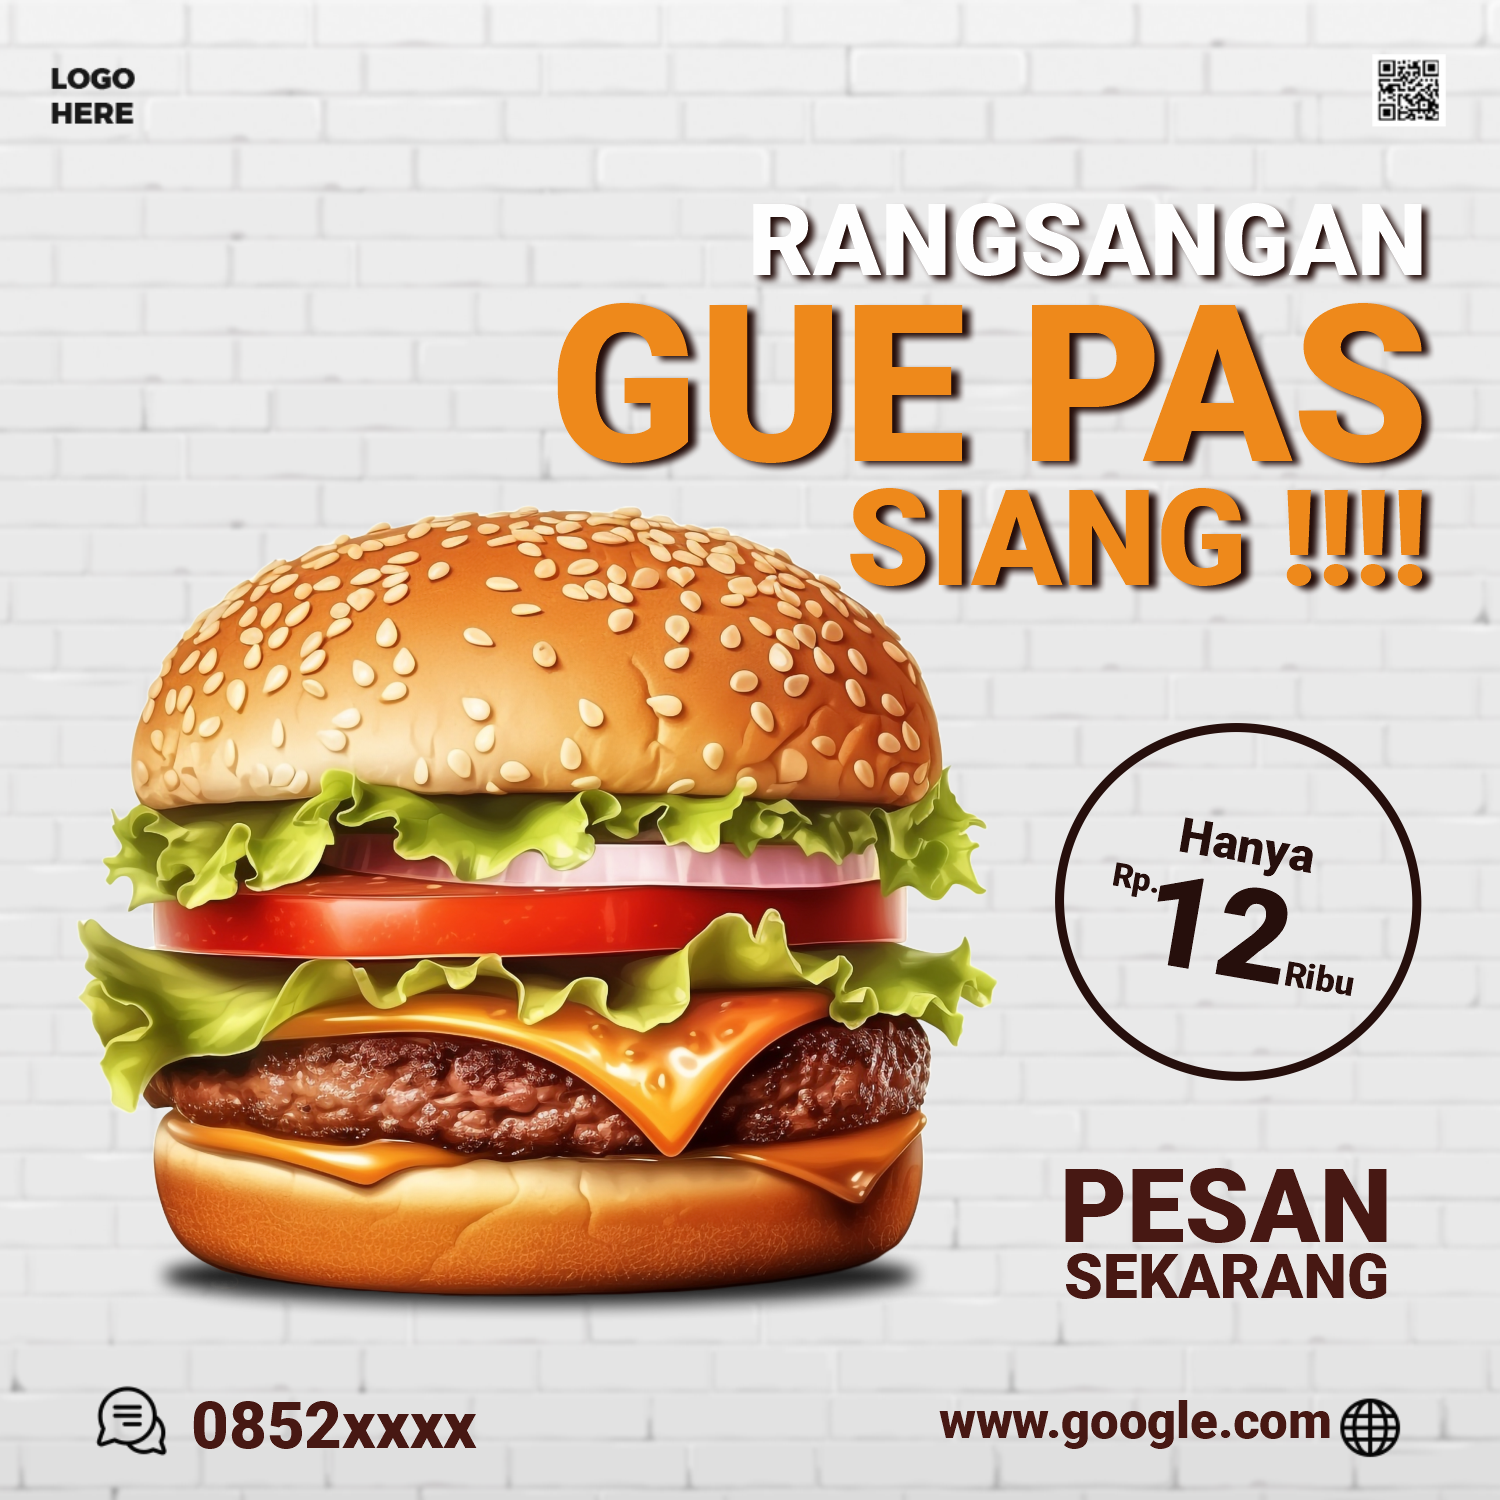 LOGO
HERE
RANGSANGAN
GUE PAS
SIANG !!!!
Hanya
Rp.12 Ribu
PESAN
SEKARANG
0852xxxx
www.google.com